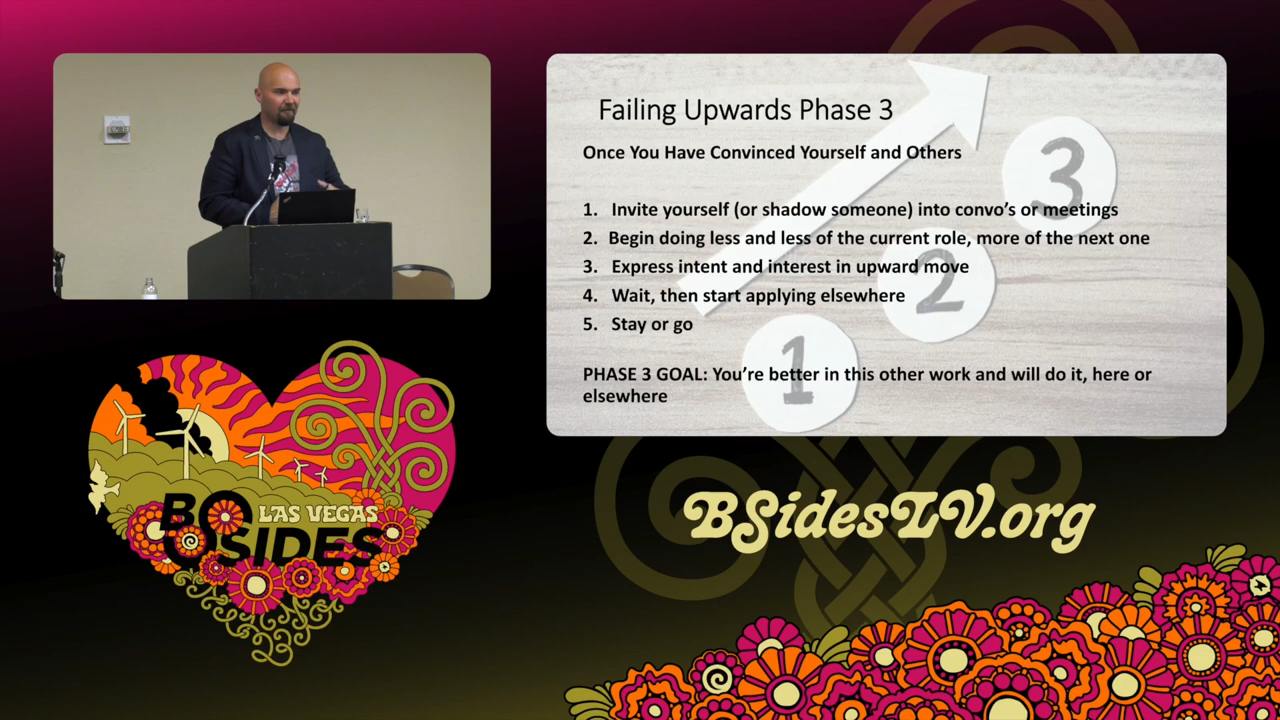 Failing Upwards Phase 3
Once You Have Convinced Yourself and Others
1. Invite yourself (or shadow someone) into convo's or meetings
2. Begin doing less and less of the current role, more of the next one
3. Express intent and interest in upward move
4. Wait, then start applying elsewhere
5. Stay or go
PHASE 3 GOAL: You're better in this other work and will do it, here or
elsewhere
1
2
3
LAS VEGAS
BSIDES
BSidesLV.org
23